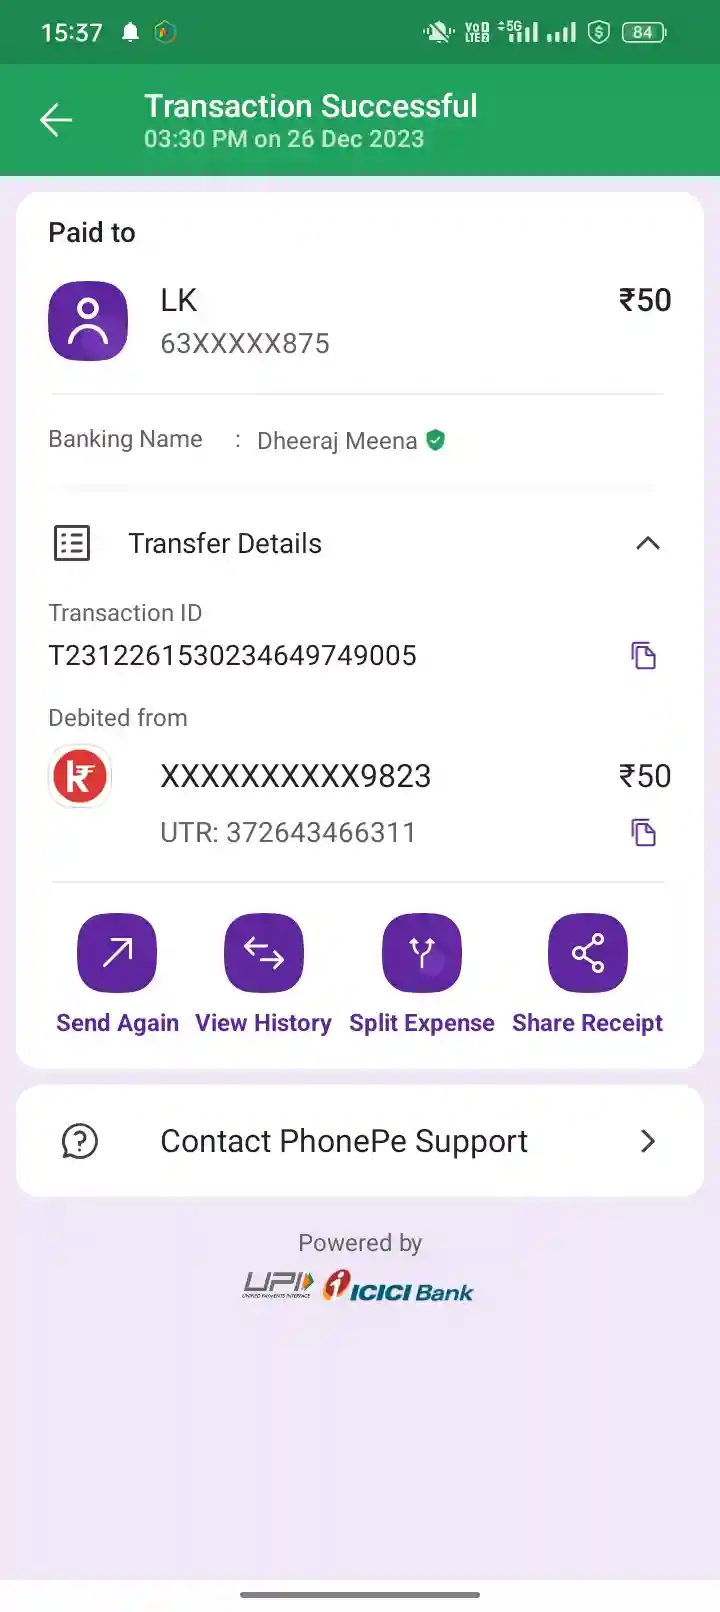 15:37 Vo LTE 5G 84
Transaction Successful
03:30 PM on 26 Dec 2023
Paid to
LK ₹50
63XXXXX875
Banking Name : Dheeraj Meena
Transfer Details
Transaction ID
T2312261530234649749005
Debited from
XXXXXXXXXX9823 ₹50
UTR: 372643466311
Send Again View History Split Expense Share Receipt
Contact PhonePe Support
Powered by
UPI ICICI Bank
UNIFIED PAYMENTS INTERFACE